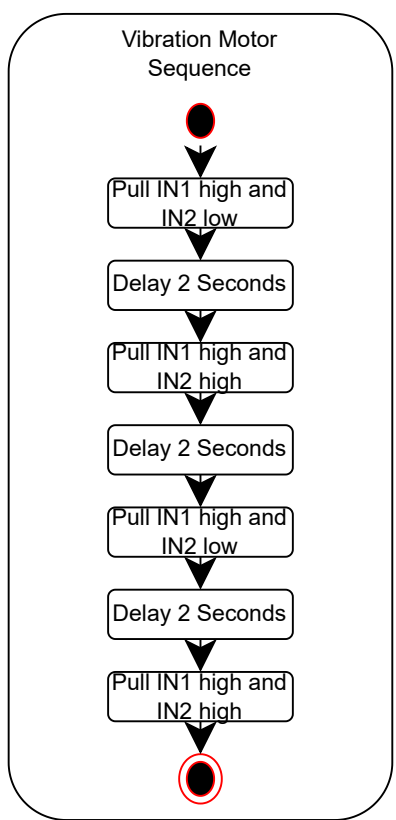 Vibration Motor
Sequence
Pull IN1 high and
IN2 low
Delay 2 Seconds
Pull IN1 high and
IN2 high
Delay 2 Seconds
Pull IN1 high and
IN2 low
Delay 2 Seconds
Pull IN1 high and
IN2 high